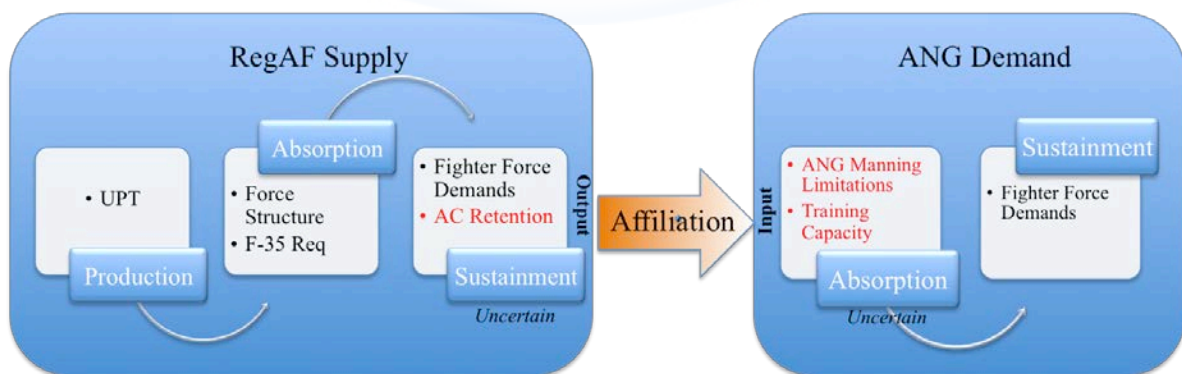 RegAF Supply
• UPT
Production
Absorption
• Force
Structure
• F-35 Req
• Fighter Force
Demands
• AC Retention
Sustainment
Uncertain
Output
Affiliation
ANG Demand
Input
• ANG Manning
Limitations
• Training
Capacity
Absorption
Uncertain
Sustainment
• Fighter Force
Demands